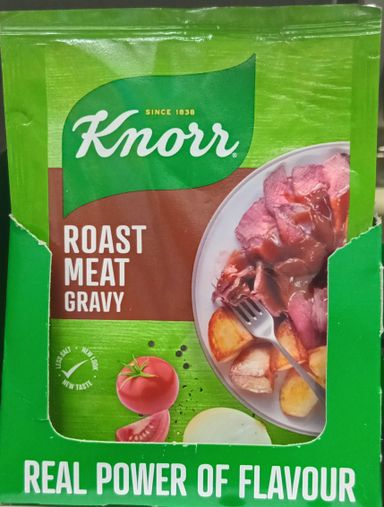 SINCE 1838
Knorr®
ROAST
MEAT
GRAVY
LESS SALT • NEW LOOK • NEW TASTE •
REAL POWER OF FLAVOUR